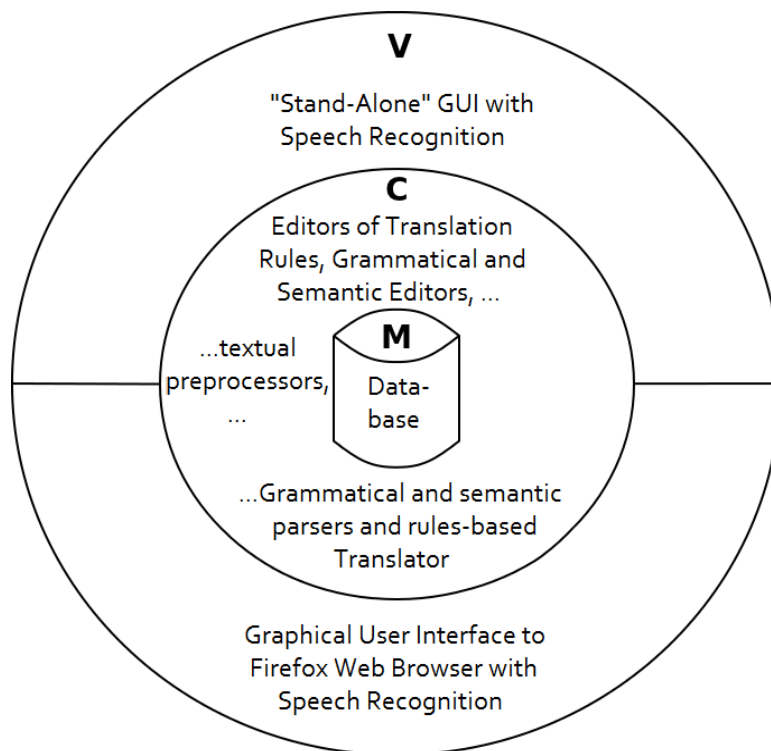 V
"Stand-Alone" GUI with
Speech Recognition
C
Editors of Translation
Rules, Grammatical and
Semantic Editors, ...
M
...textual
preprocessors,
...
Data-
base
...Grammatical and semantic
parsers and rules-based
Translator
Graphical User Interface to
Firefox Web Browser with
Speech Recognition